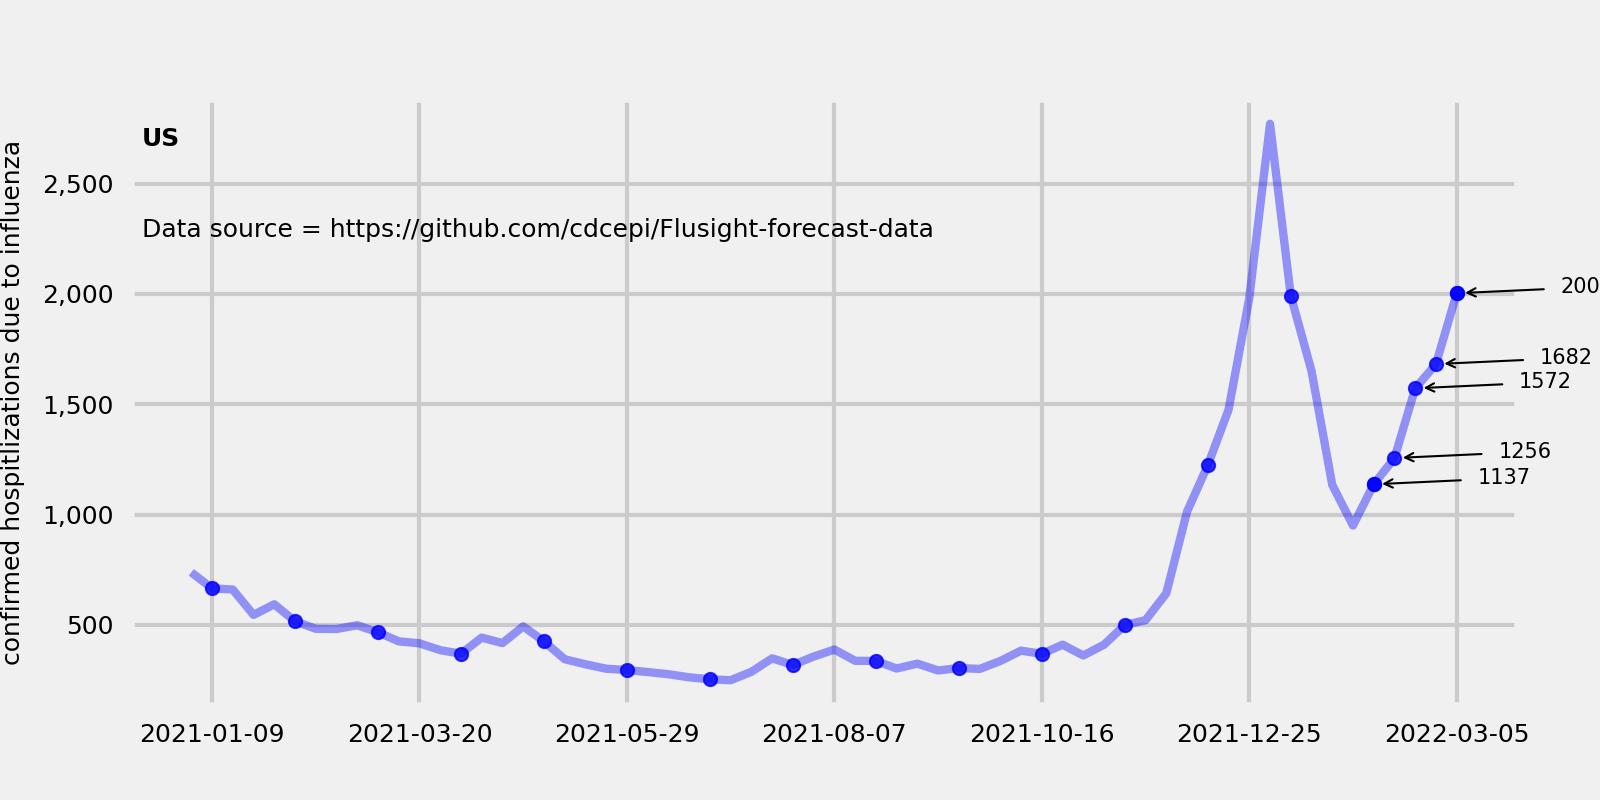 confirmed hospitlizations due to influenza
US
Data source = https://github.com/cdcepi/Flusight-forecast-data
2,500
2,000
1,500
1,000
500
200
1682
1572
1256
1137
2021-01-09 2021-03-20 2021-05-29 2021-08-07 2021-10-16 2021-12-25 2022-03-05